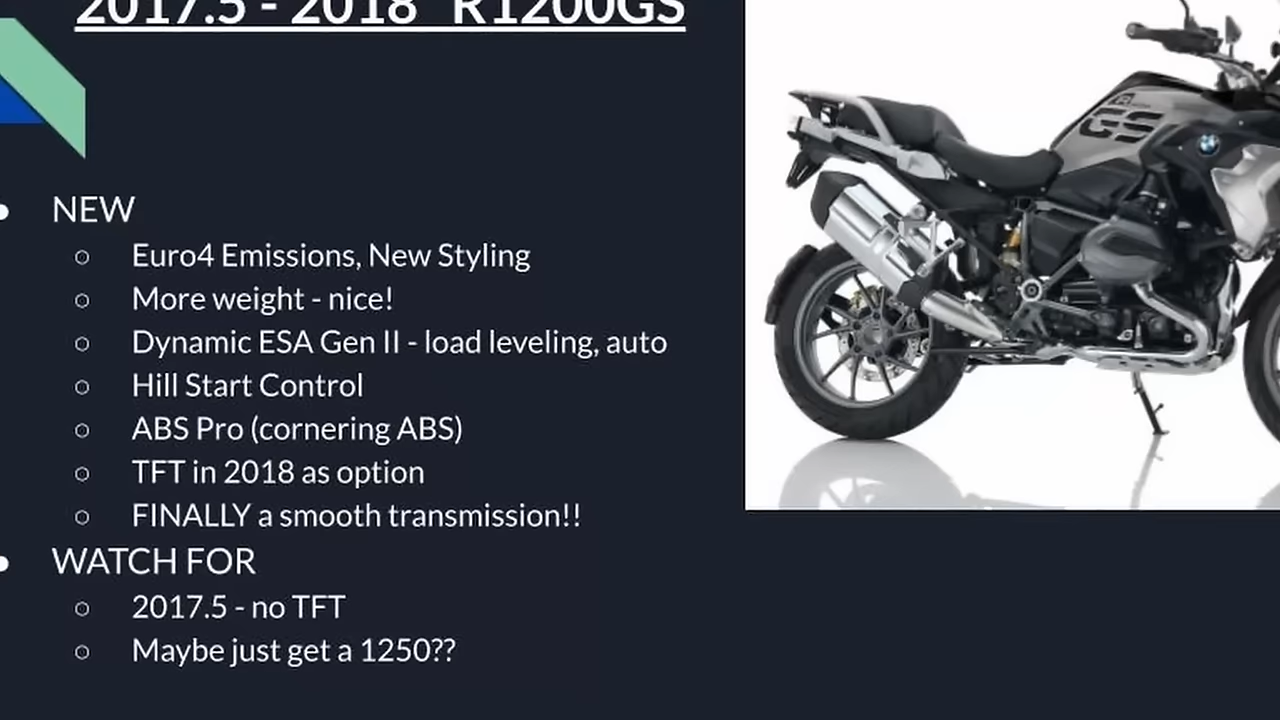 2017.5 - 2018 R1200GS
NEW
Euro4 Emissions, New Styling
More weight - nice!
Dynamic ESA Gen II - load leveling, auto
Hill Start Control
ABS Pro (cornering ABS)
TFT in 2018 as option
FINALLY a smooth transmission!!
WATCH FOR
2017.5 - no TFT
Maybe just get a 1250??
GS